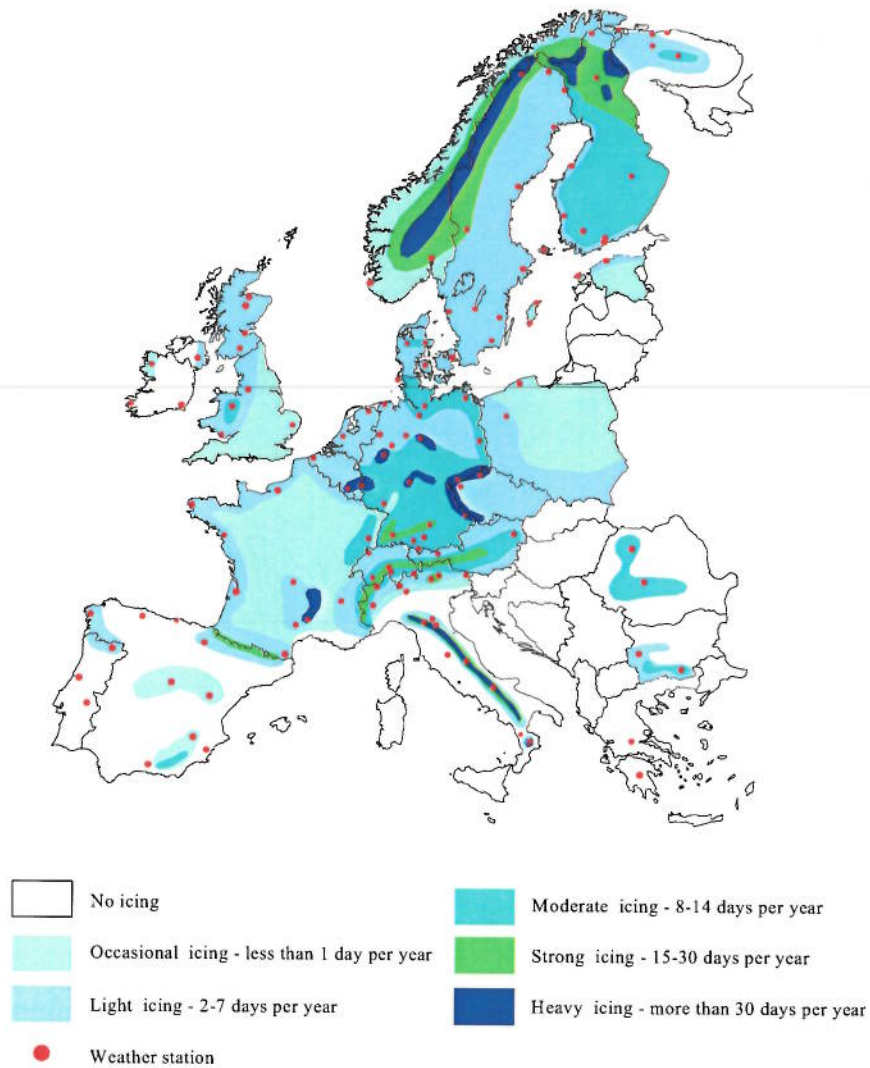 No icing
Occasional icing - less than 1 day per year
Light icing - 2-7 days per year
Weather station
Moderate icing - 8-14 days per year
Strong icing - 15-30 days per year
Heavy icing - more than 30 days per year